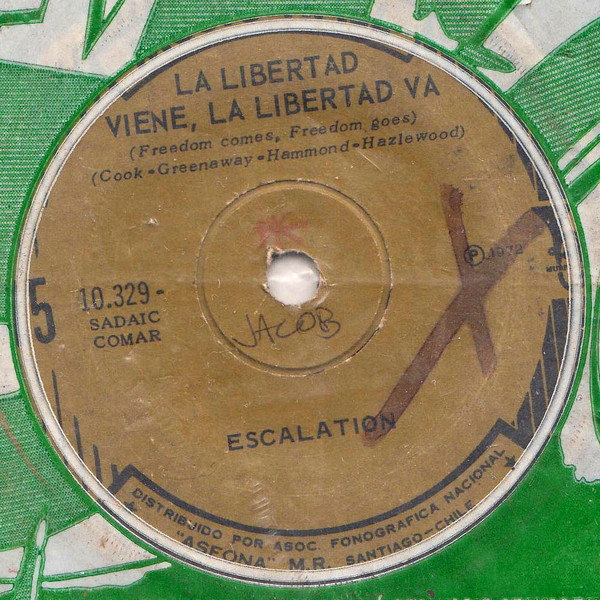 LA LIBERTAD
VIENE, LA LIBERTAD VA
(Freedom comes, Freedom goes)
(Cook•Greenaway•Hammond•Hazlewood)
Ⓟ 1972
5
10.329-
SADAIC
COMAR
JACOB
ESCALATION
DISTRIBUIDO POR ASOC. FONOGRAFICA NACIONAL
"ASFONA" M.R. SANTIAGO-CHILE